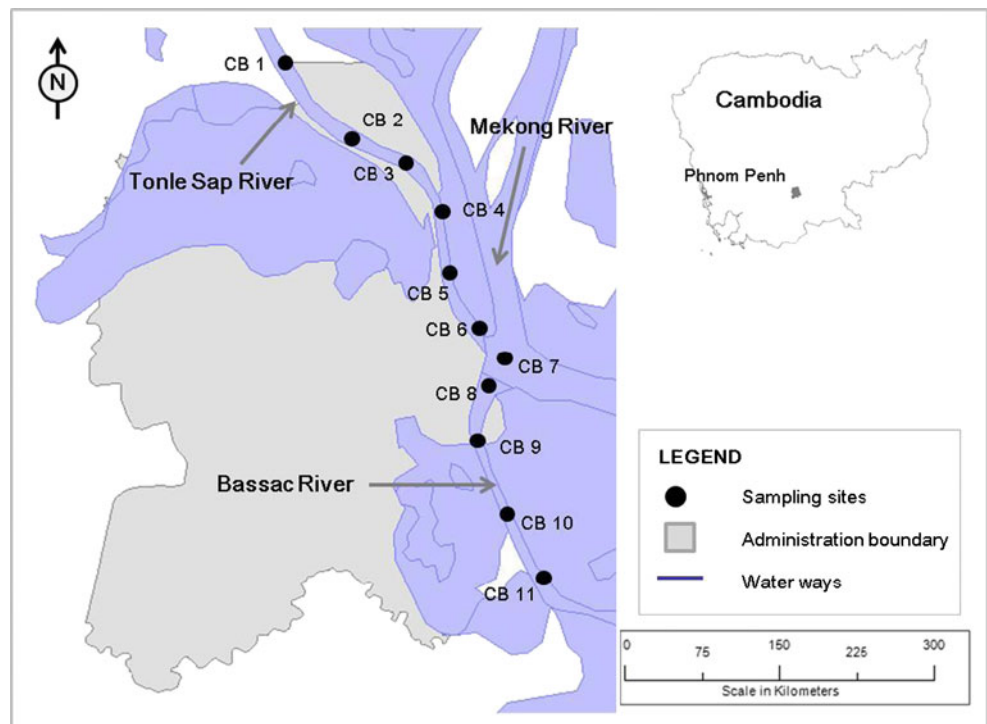 N
CB 1
CB 2
CB 3
Tonle Sap River
Mekong River
CB 4
CB 5
CB 6
CB 7
CB 8
CB 9
Bassac River
CB 10
CB 11
Cambodia
Phnom Penh
LEGEND
Sampling sites
Administration boundary
Water ways
0 75 150 225 300
Scale in Kilometers